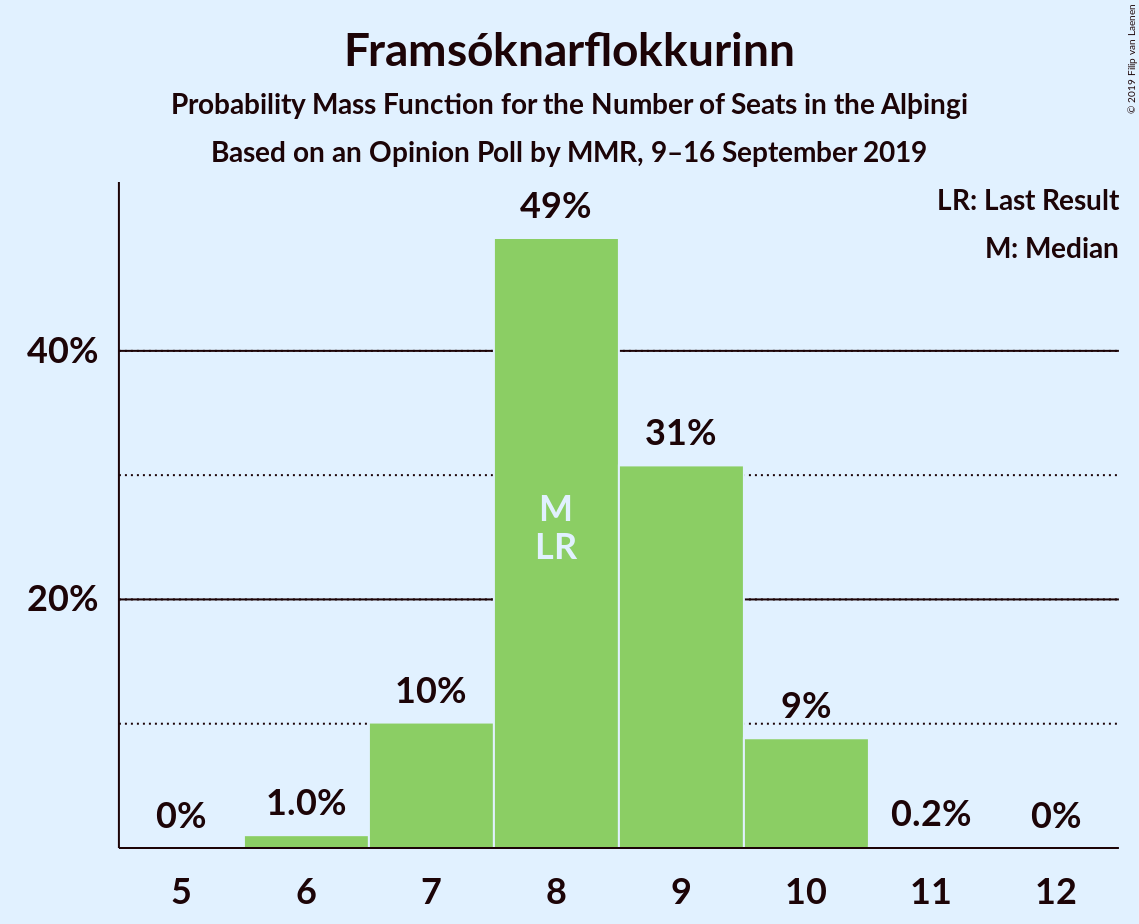 Framsóknarflokkurinn
Probability Mass Function for the Number of Seats in the Alþingi
Based on an Opinion Poll by MMR, 9–16 September 2019
© 2019 Filip van Laenen
LR: Last Result
M: Median
49%
40%
31%
M
LR
20%
10%
9%
0%
1.0%
0.2%
0%
5 6 7 8 9 10 11 12